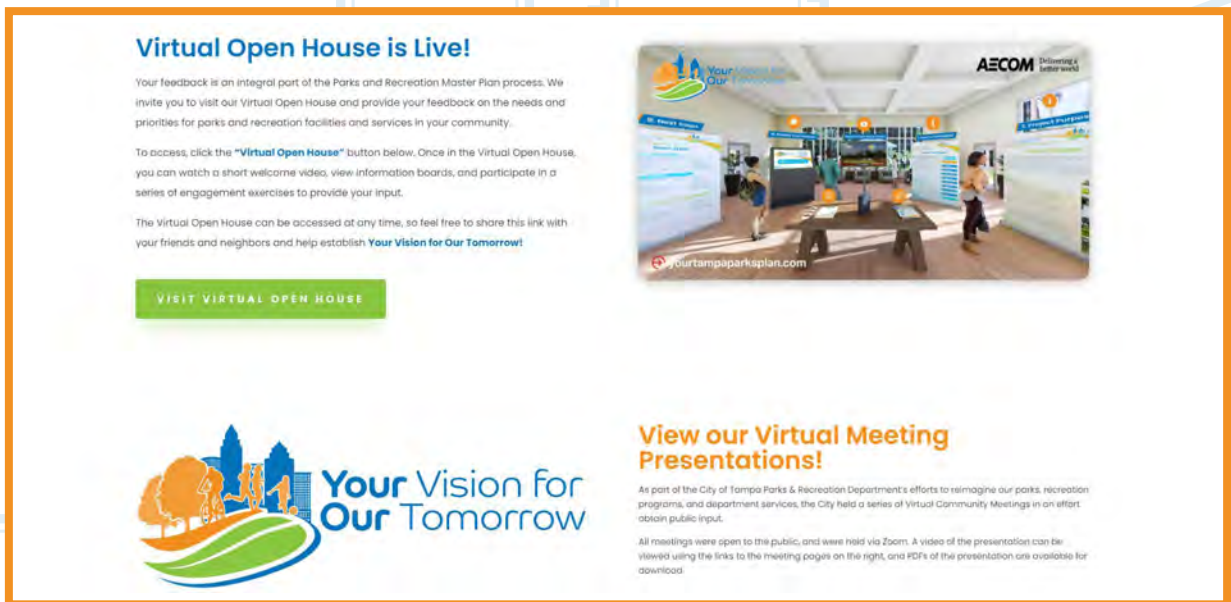 Virtual Open House is Live!
Your feedback is an integral part of the Parks and Recreation Master Plan process. We
invite you to visit our Virtual Open House and provide your feedback on the needs and
priorities for parks and recreation facilities and services in your community.
To access, click the “Virtual Open House” button below. Once in the Virtual Open House,
you can watch a short welcome video, view information boards, and participate in a
series of engagement exercises to provide your input.
The Virtual Open House can be accessed at any time, so feel free to share this link with
your friends and neighbors and help establish Your Vision for Our Tomorrow!
VISIT VIRTUAL OPEN HOUSE
Your Vision for
Our Tomorrow
AECOM Delivering a
better world
Project Purpose
yourtampaparksplan.com
Your Vision for
Our Tomorrow
View our Virtual Meeting
Presentations!
As part of the City of Tampa Parks & Recreation Department's efforts to reimagine our parks, recreation
programs, and department services, the City held a series of Virtual Community Meetings in an effort
obtain public input.
All meetings were open to the public, and were held via Zoom. A video of the presentation can be
viewed using the links to the meeting pages on the right, and PDFs of the presentation are available for
download.